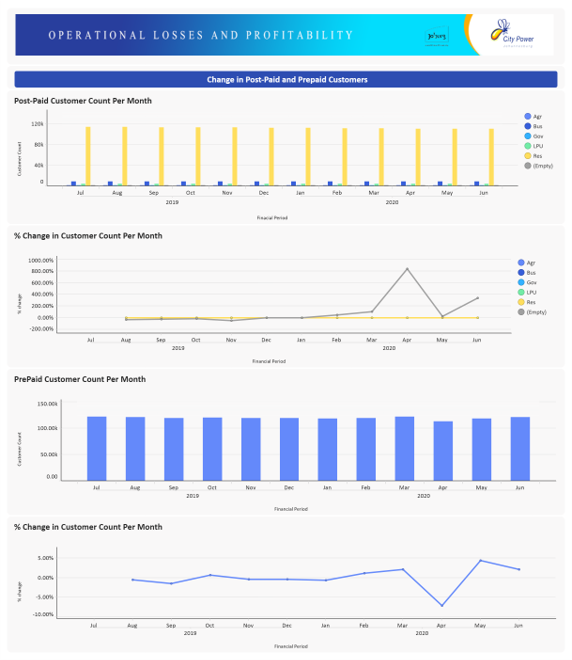 OPERATIONAL LOSSES AND PROFITABILITY
Joburg
City Power
Change in Post-Paid and Prepaid Customers
Post-Paid Customer Count Per Month
Customer Count
120k
80k
40k
0
Jul Aug Sep Oct Nov Dec Jan Feb Mar Apr May Jun
2019 2020
Finacial Period
Agr
Bus
Gov
LPU
Res
(Empty)
% Change in Customer Count Per Month
% change
1000.00%
800.00%
600.00%
400.00%
200.00%
0.00%
-200.00%
Jul Aug Sep Oct Nov Dec Jan Feb Mar Apr May Jun
2019 2020
Financial Period
Agr
Bus
Gov
LPU
Res
(Empty)
PrePaid Customer Count Per Month
Customer Count
150.00k
100.00k
50.00k
0.00
Jul Aug Sep Oct Nov Dec Jan Feb Mar Apr May Jun
2019 2020
Financial Period
% Change in Customer Count Per Month
% change
5.00%
0.00%
-5.00%
-10.00%
Jul Aug Sep Oct Nov Dec Jan Feb Mar Apr May Jun
2019 2020
Financial Period